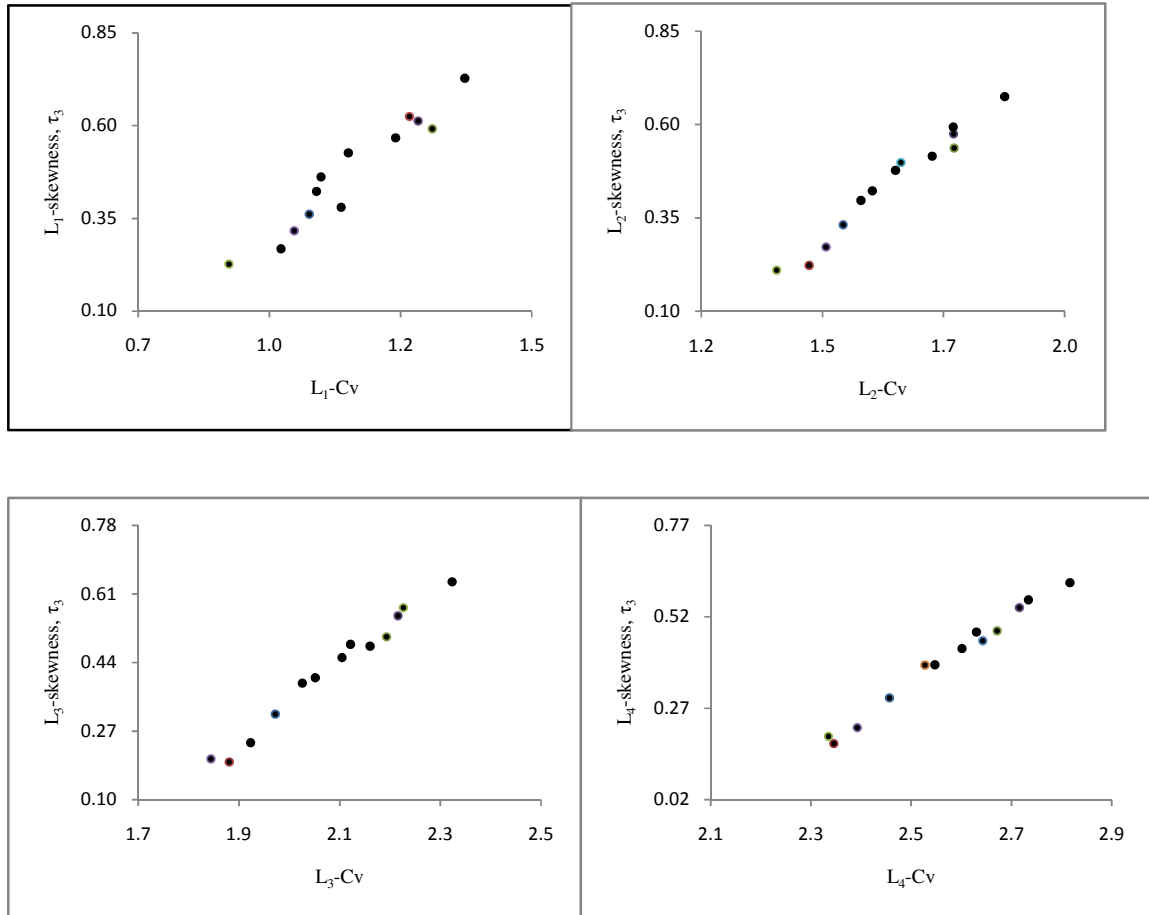 0.85
0.60
0.35
0.10
L₁-skewness, τ₃
0.7 1.0 1.2 1.5
L₁-Cv
0.85
0.60
0.35
0.10
L₂-skewness, τ₃
1.2 1.5 1.7 2.0
L₂-Cv
0.78
0.61
0.44
0.27
0.10
L₃-skewness, τ₃
1.7 1.9 2.1 2.3 2.5
L₃-Cv
0.77
0.52
0.27
0.02
L₄-skewness, τ₃
2.1 2.3 2.5 2.7 2.9
L₄-Cv